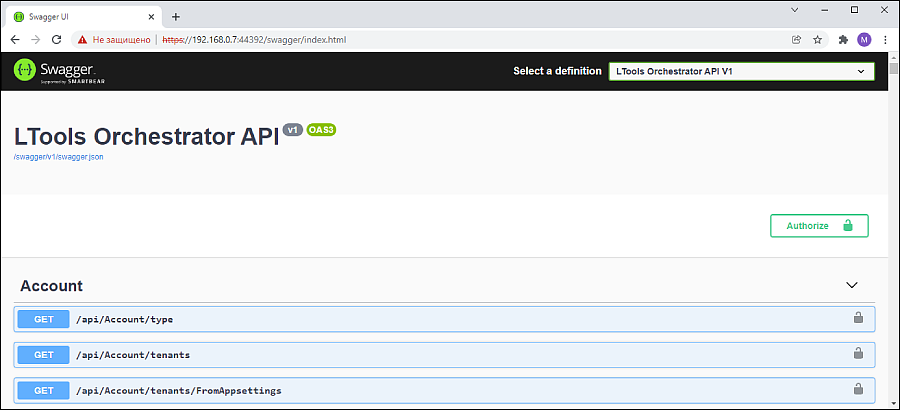 Swagger UI
Не защищено
https://192.168.0.7:44392/swagger/index.html
M
Swagger
Supported by SMARTBEAR
Select a definition
LTools Orchestrator API V1
LTools Orchestrator API
v1
OAS3
/swagger/v1/swagger.json
Authorize
Account
GET /api/Account/type
GET /api/Account/tenants
GET /api/Account/tenants/FromAppsettings